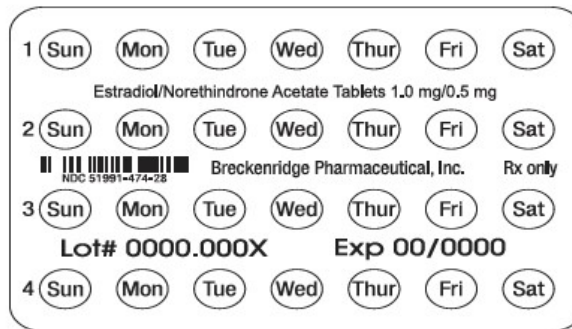 1 Sun Mon Tue Wed Thur Fri Sat
Estradiol/Norethindrone Acetate Tablets 1.0 mg/0.5 mg
2 Sun Mon Tue Wed Thur Fri Sat
Breckenridge Pharmaceutical, Inc. Rx only
NDC 51991-474-28
3 Sun Mon Tue Wed Thur Fri Sat
Lot# 0000.000X Exp 00/0000
4 Sun Mon Tue Wed Thur Fri Sat